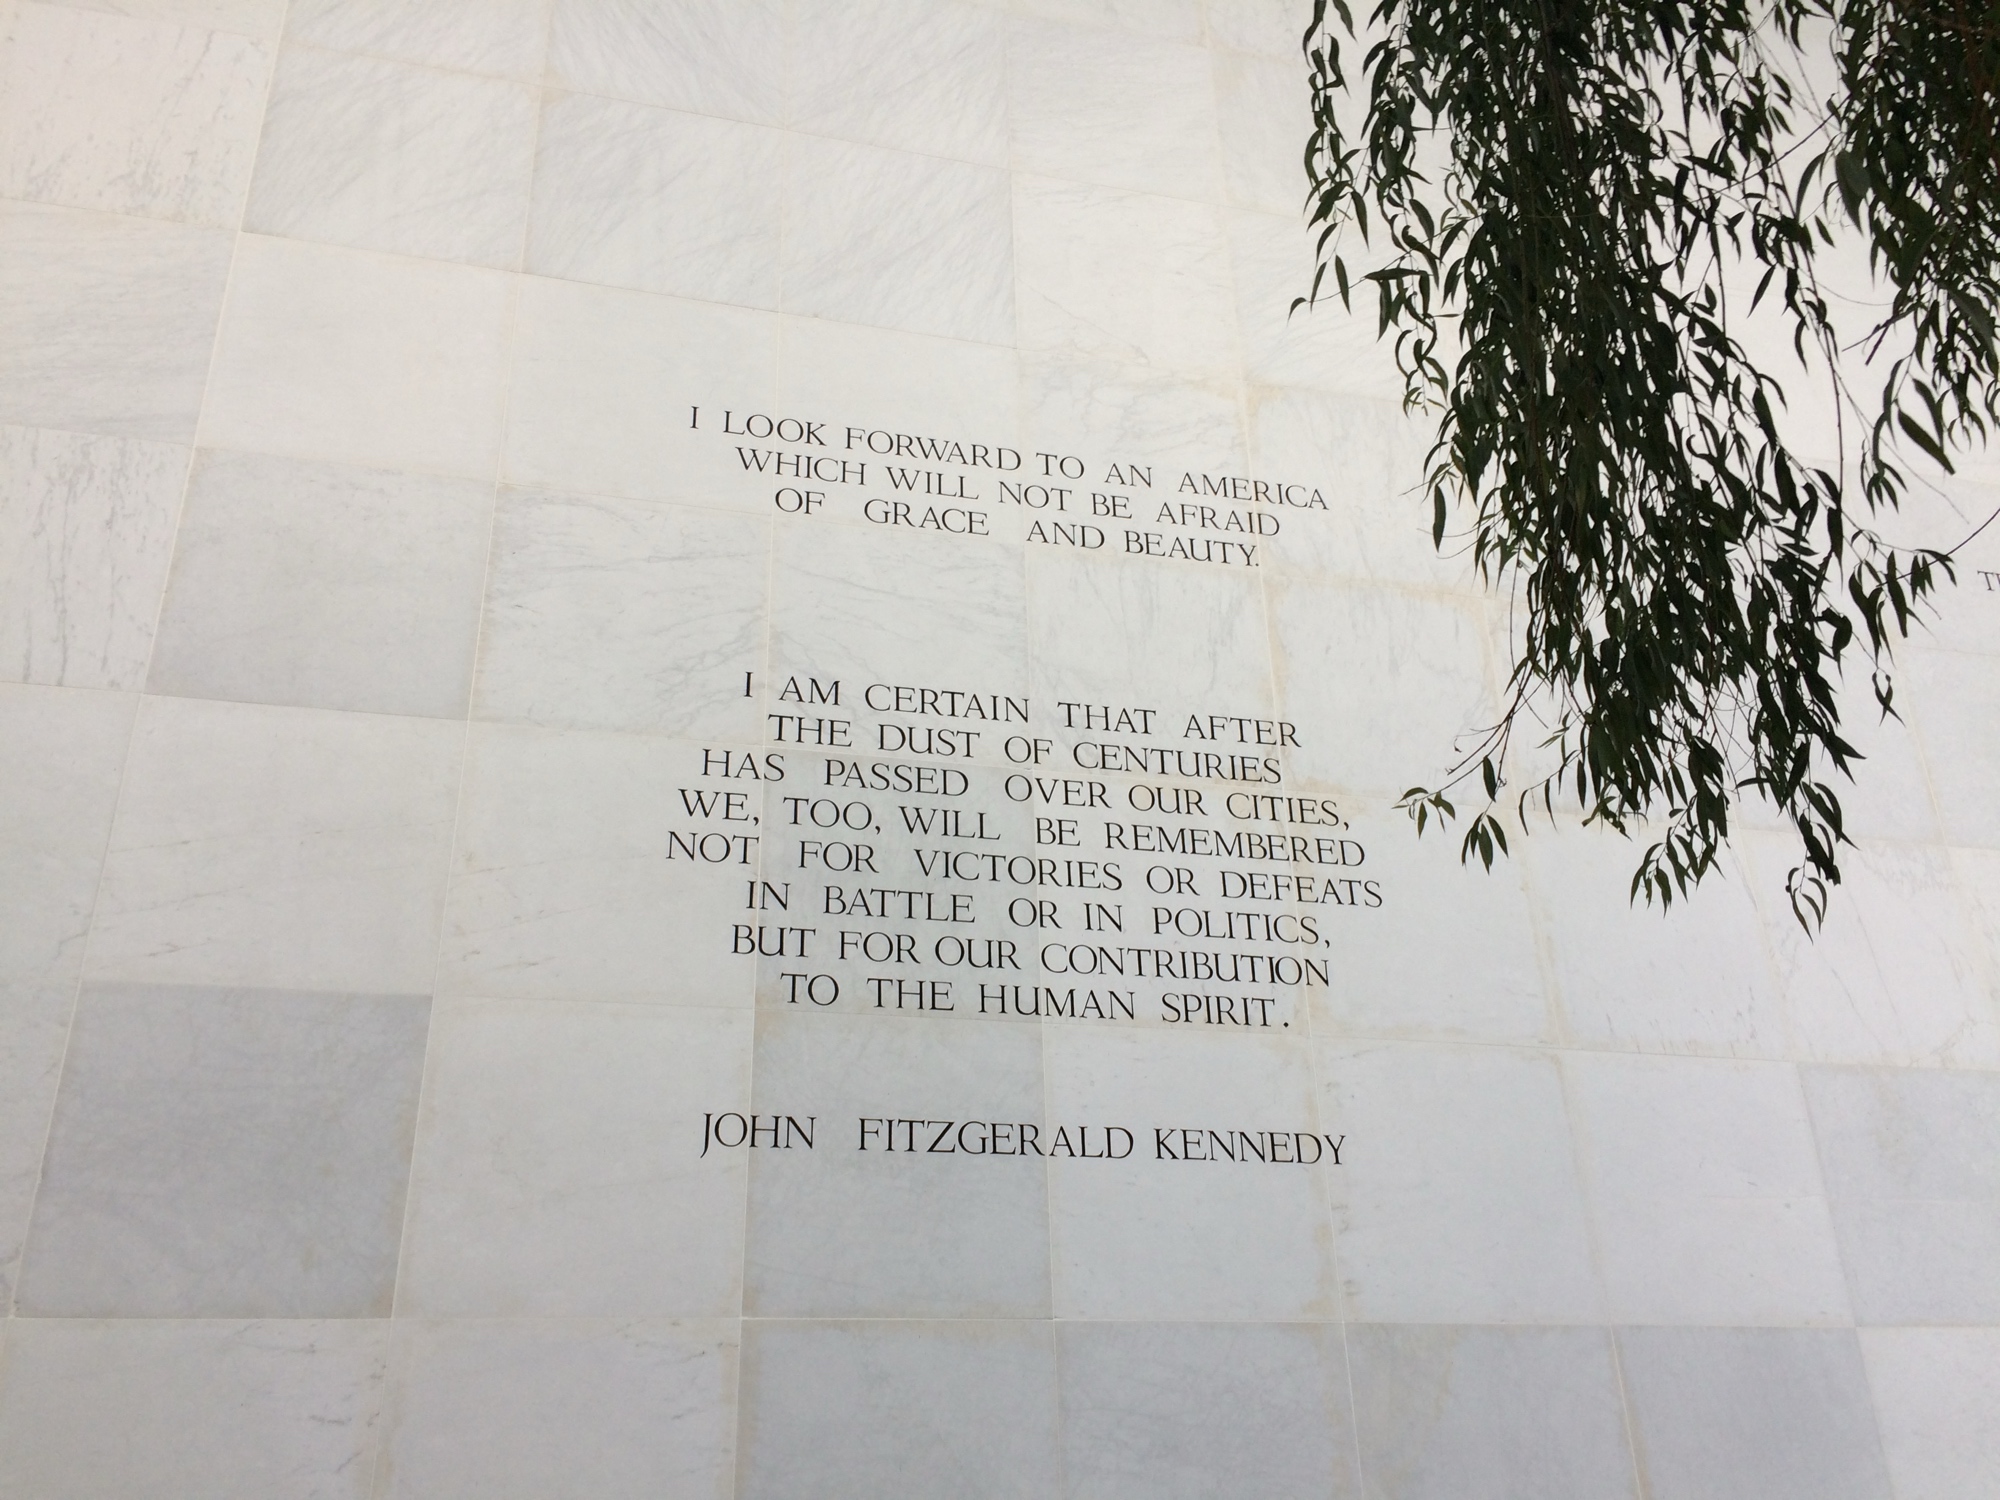 I LOOK FORWARD TO AN AMERICA
WHICH WILL NOT BE AFRAID
OF GRACE AND BEAUTY.
I AM CERTAIN THAT AFTER
THE DUST OF CENTURIES
HAS PASSED OVER OUR CITIES,
WE, TOO, WILL BE REMEMBERED
NOT FOR VICTORIES OR DEFEATS
IN BATTLE OR IN POLITICS,
BUT FOR OUR CONTRIBUTION
TO THE HUMAN SPIRIT.
JOHN FITZGERALD KENNEDY